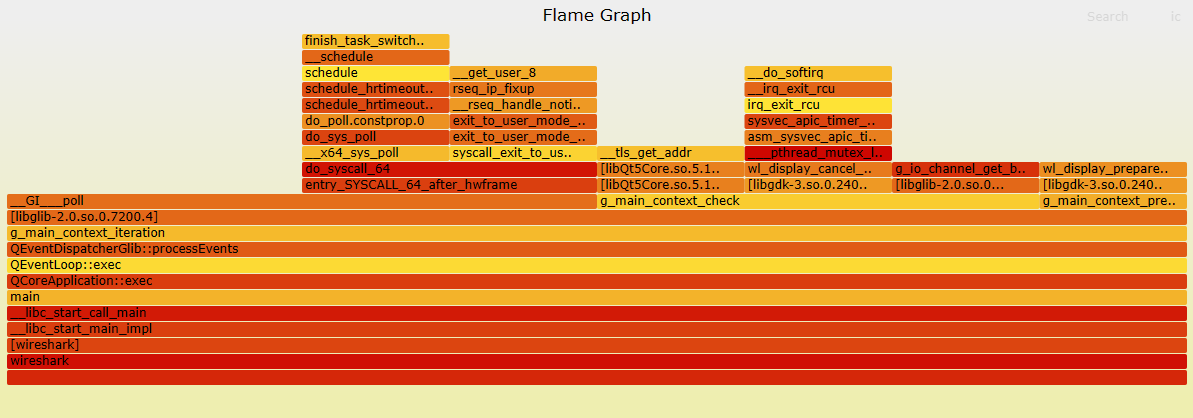 Flame Graph
Search ic
finish_task_switch..
__schedule
schedule __get_user_8 __do_softirq
schedule_hrtimeout.. rseq_ip_fixup __irq_exit_rcu
schedule_hrtimeout.. __rseq_handle_noti.. irq_exit_rcu
do_poll.constprop.0 exit_to_user_mode_.. sysvec_apic_timer_..
do_sys_poll exit_to_user_mode_.. asm_sysvec_apic_ti..
__x64_sys_poll syscall_exit_to_us.. __tls_get_addr ___pthread_mutex_l..
do_syscall_64 [libQt5Core.so.5.1.. wl_display_cancel_.. g_io_channel_get_b.. wl_display_prepare..
entry_SYSCALL_64_after_hwframe [libQt5Core.so.5.1.. [libgdk-3.so.0.240.. [libglib-2.0.so.0... [libgdk-3.so.0.240..
__GI___poll g_main_context_check g_main_context_pre..
[libglib-2.0.so.0.7200.4]
g_main_context_iteration
QEventDispatcherGlib::processEvents
QEventLoop::exec
QCoreApplication::exec
main
__libc_start_call_main
__libc_start_main_impl
[wireshark]
wireshark